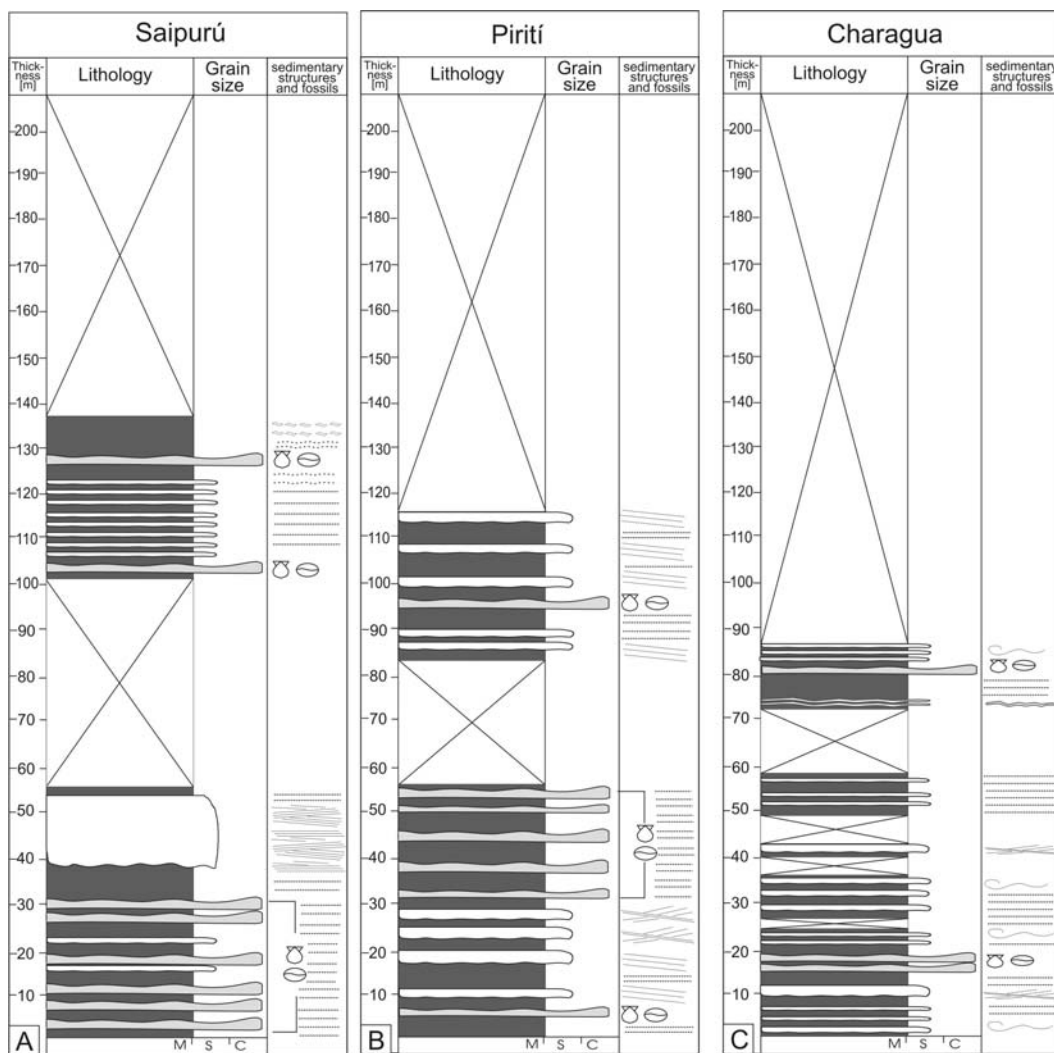 Saipurú
Thick-
ness
[m]
Lithology
Grain
size
sedimentary
structures
and fossils
200
190
180
170
160
150
140
130
120
110
100
90
80
70
60
50
40
30
20
10
A
M
S
C
Pirití
Thick-
ness
[m]
Lithology
Grain
size
sedimentary
structures
and fossils
200
190
180
170
160
150
140
130
120
110
100
90
80
70
60
50
40
30
20
10
B
M
S
C
Charagua
Thick-
ness
[m]
Lithology
Grain
size
sedimentary
structures
and fossils
200
190
180
170
160
150
140
130
120
110
100
90
80
70
60
50
40
30
20
10
C
M
S
C